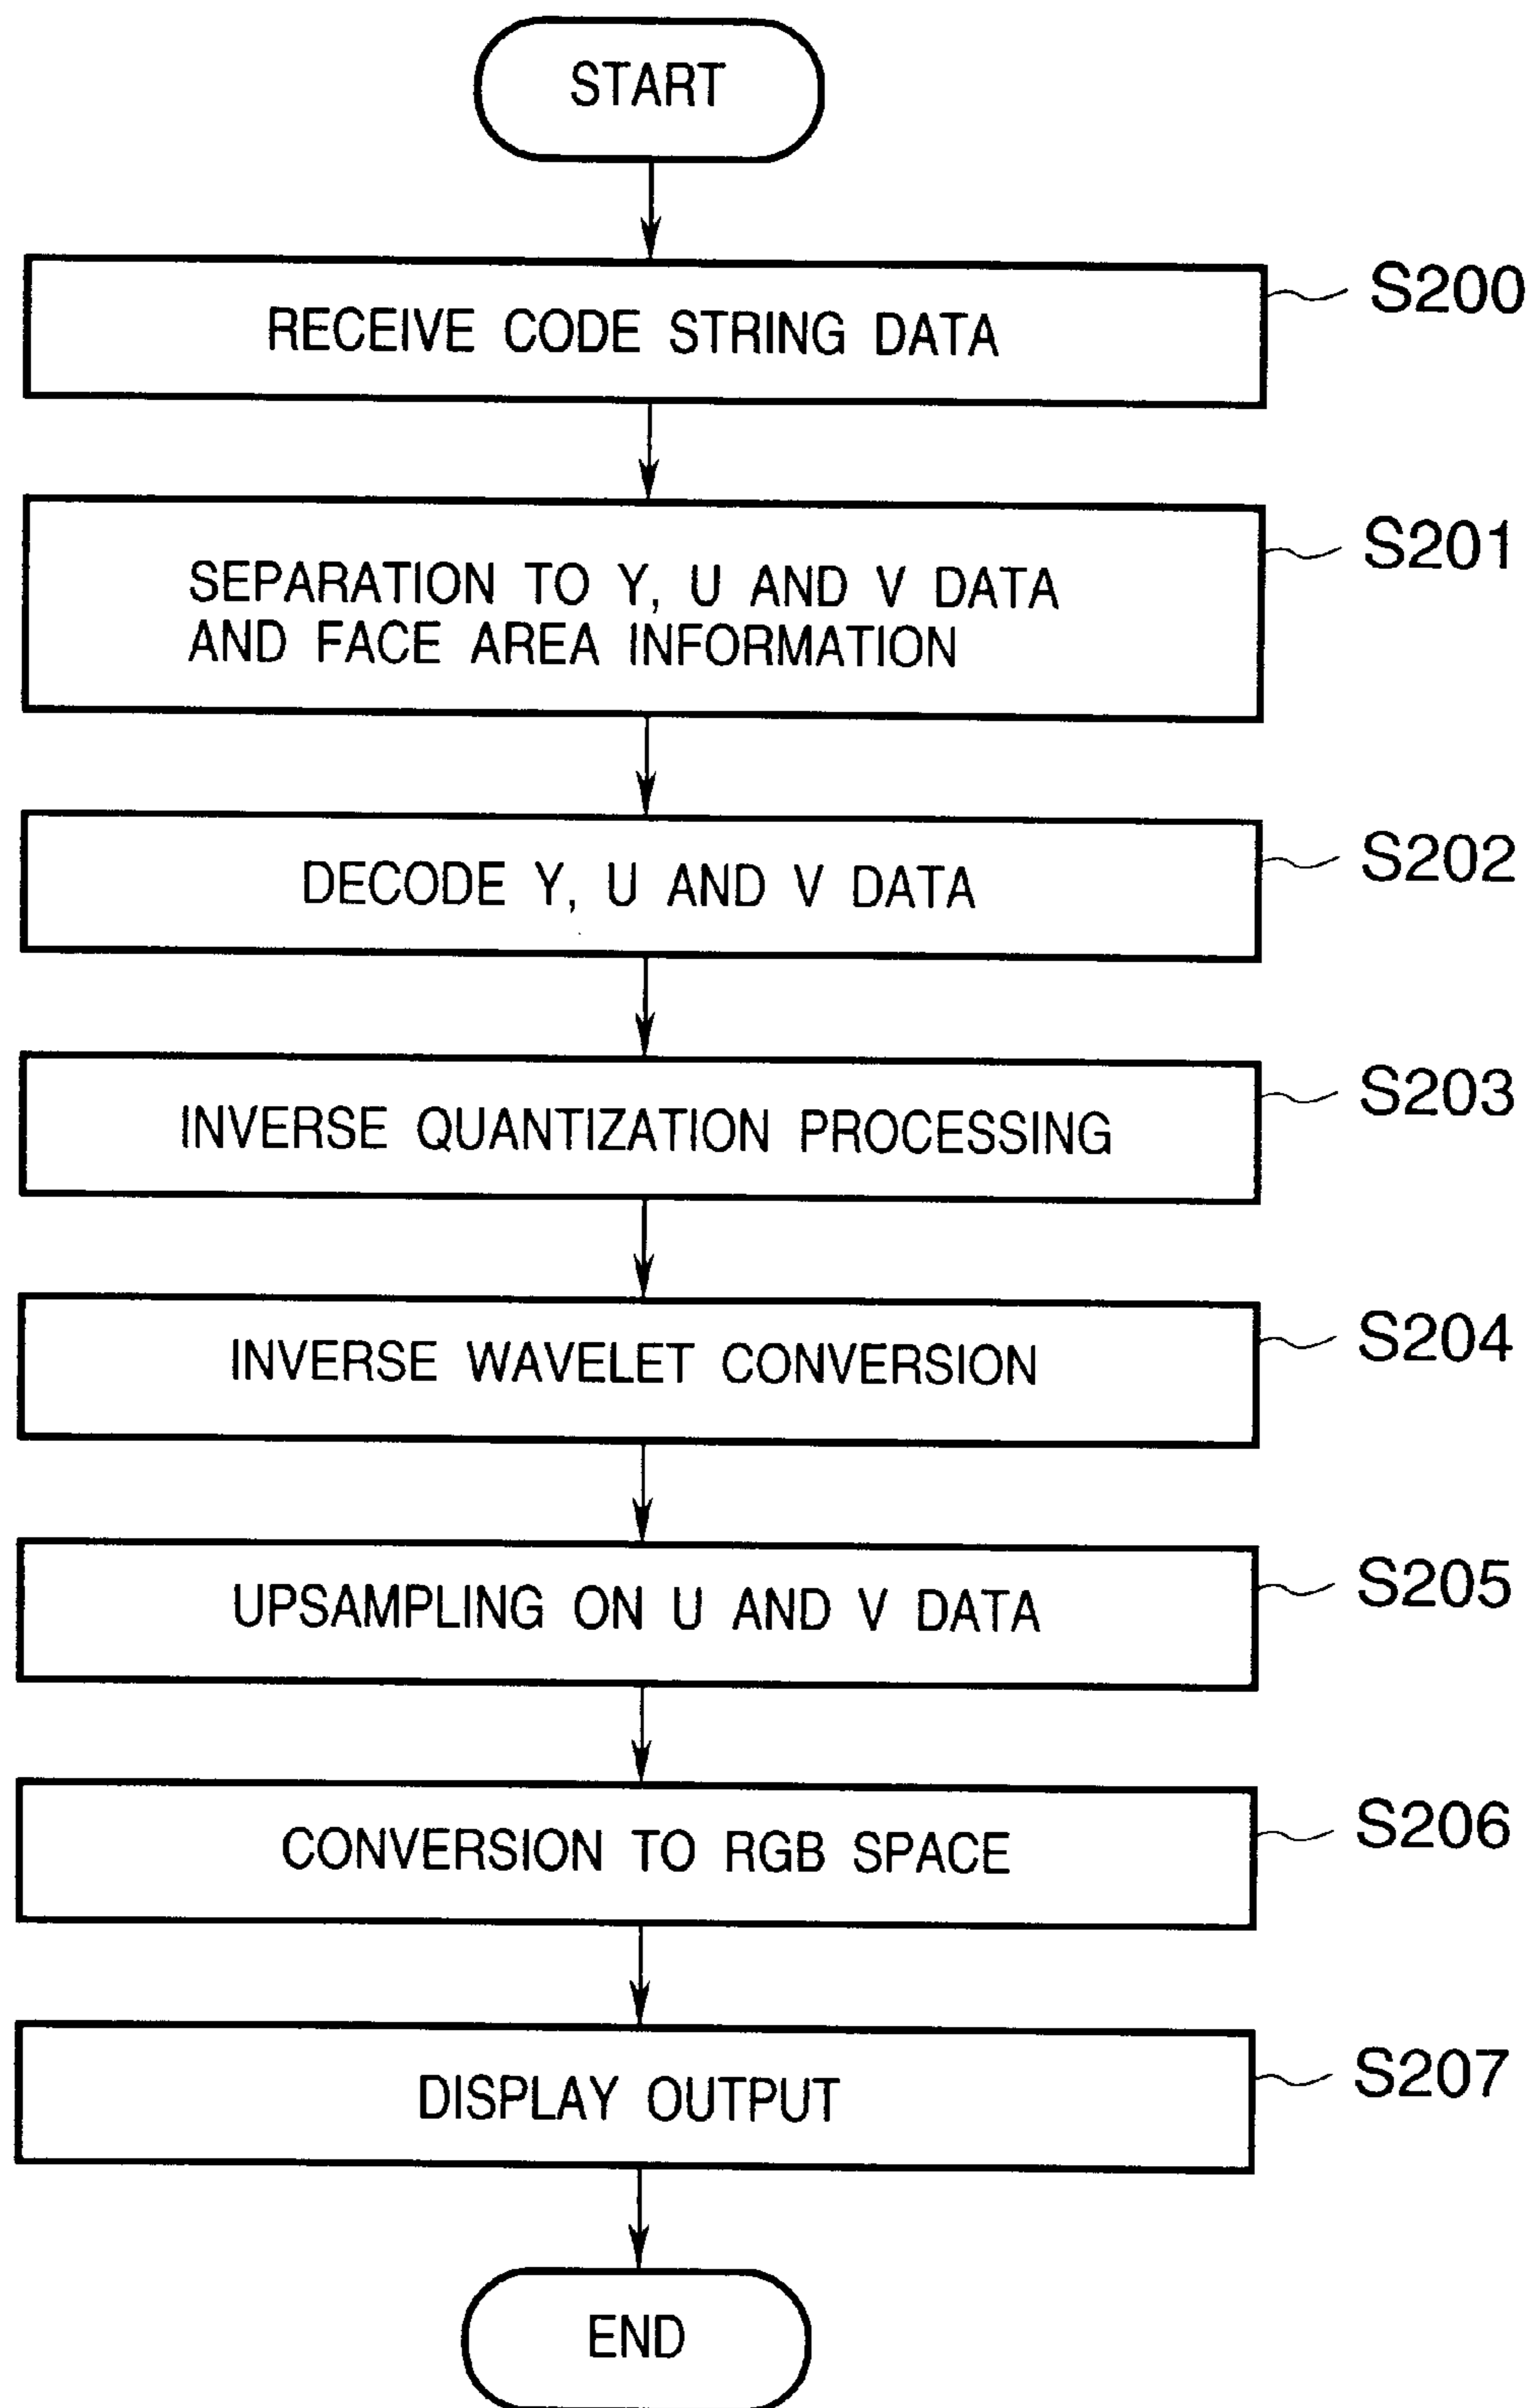 START
RECEIVE CODE STRING DATA
S200
SEPARATION TO Y, U AND V DATA
AND FACE AREA INFORMATION
S201
DECODE Y, U AND V DATA
S202
INVERSE QUANTIZATION PROCESSING
S203
INVERSE WAVELET CONVERSION
S204
UPSAMPLING ON U AND V DATA
S205
CONVERSION TO RGB SPACE
S206
DISPLAY OUTPUT
S207
END